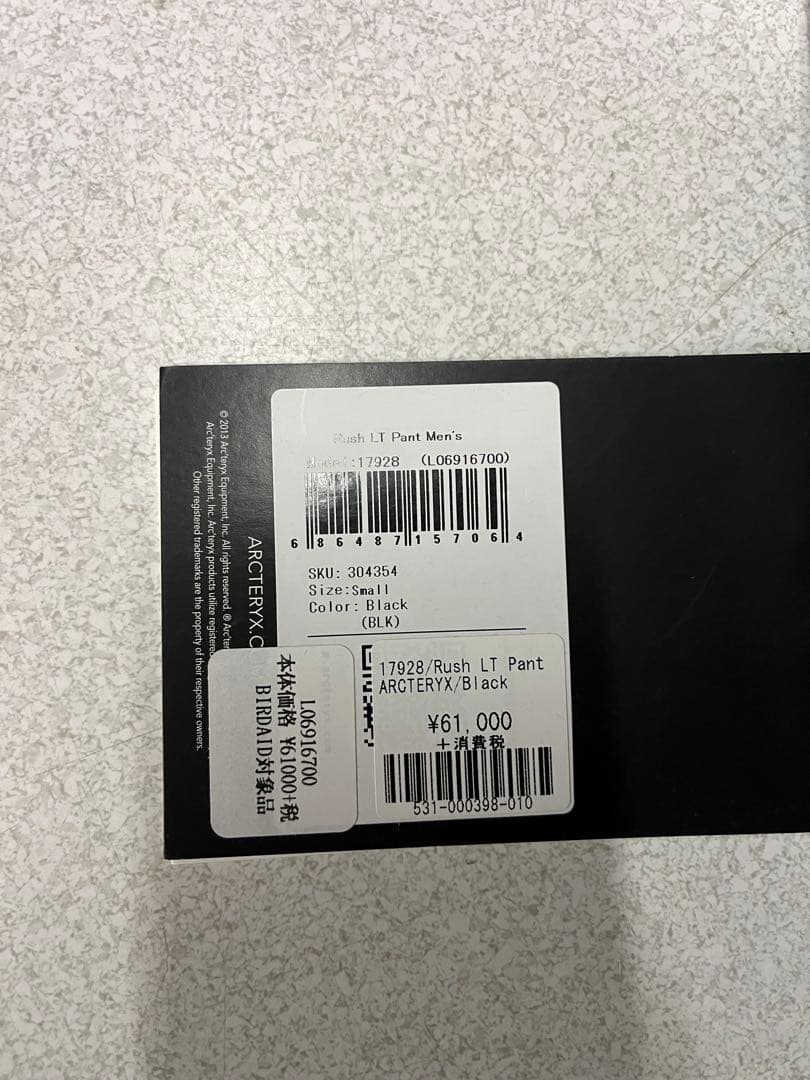 Rush LT Pant Men's
Model:17928 (L06916700)
6 86487 15706 4
SKU: 304354
Size:Small
Color: Black
(BLK)
17928/Rush LT Pant
ARCTERYX/Black
¥61,000
+消費税
531-000398-010
L06916700
本体価格 ¥61000+税
BIRDAID対象品
ARCTERYX.C
© 2013 Arc'teryx Equipment, Inc. All rights reserved. ® Arc'ter
Arc'teryx Equipment, Inc. Arc'teryx products utilize registered
Other registered trademarks are the property of their respective owners.